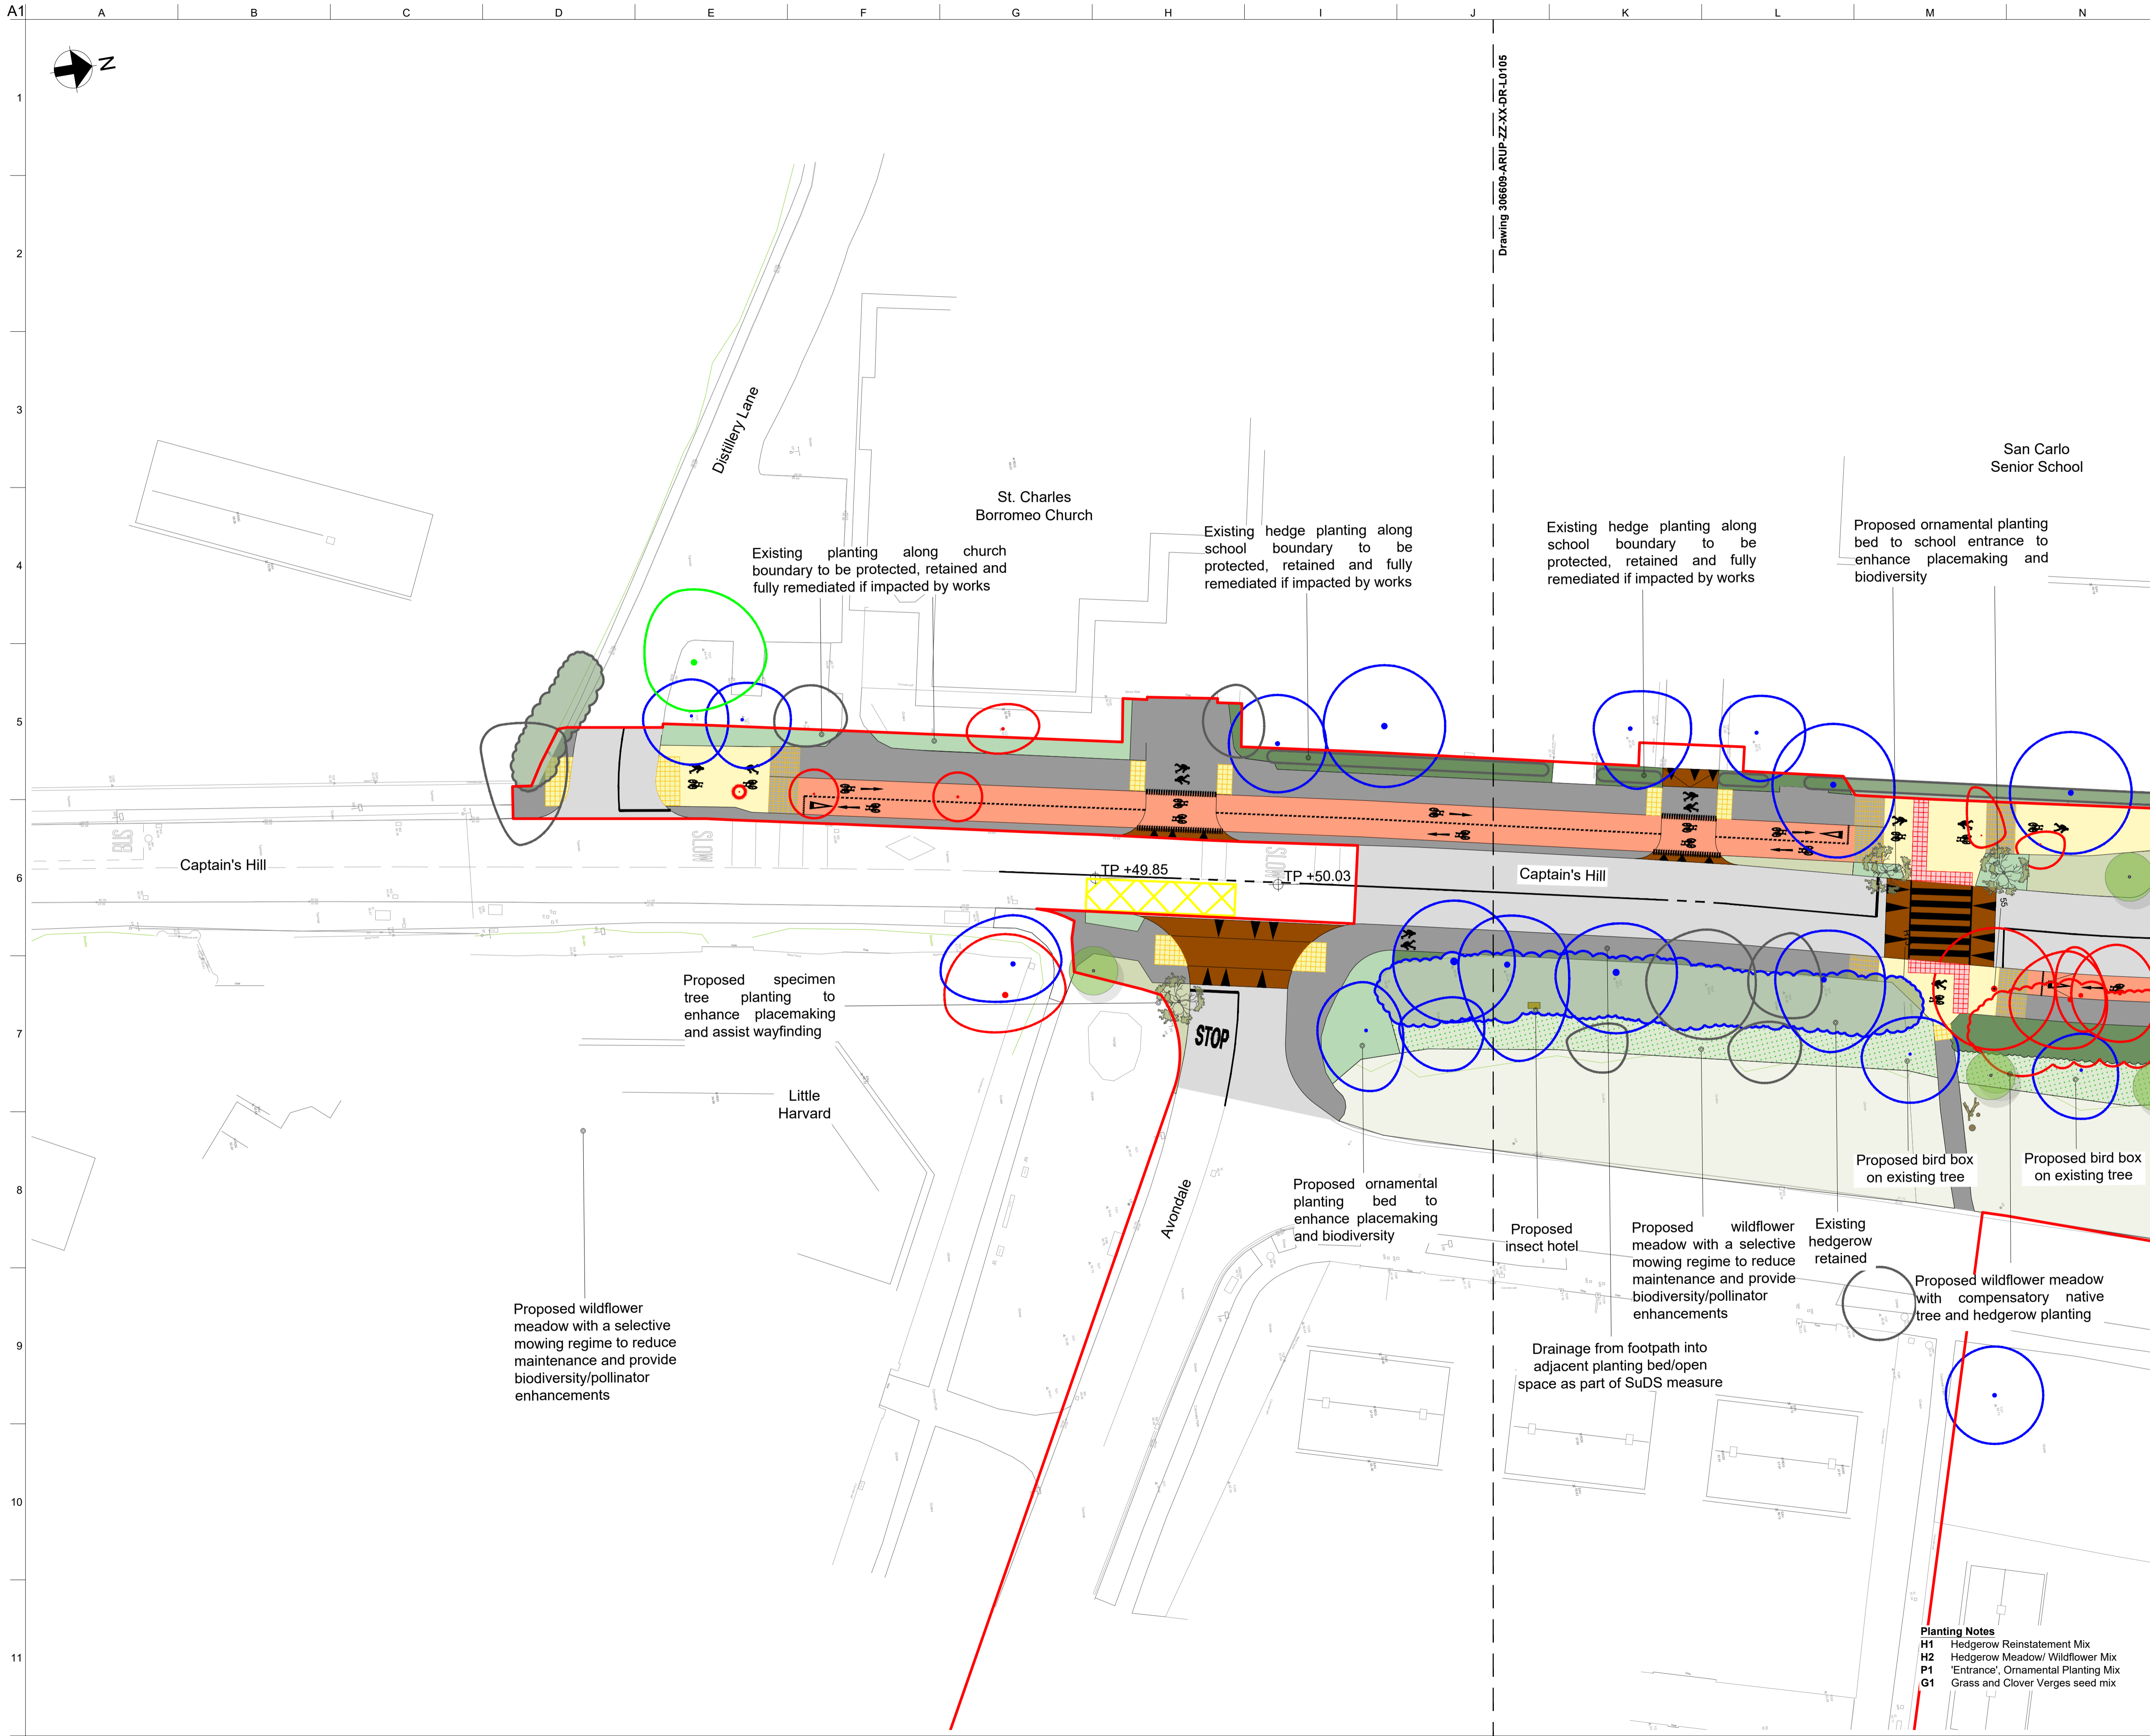 A1
A B C D E F G H I J K L M N
N
1
2
3
4
5
6
7
8
9
10
11
Drawing 306609-ARUP-ZZ-XX-DR-L0105
Distillery Lane
St. Charles
Borromeo Church
San Carlo
Senior School
Existing planting along church
boundary to be protected, retained and
fully remediated if impacted by works
Existing hedge planting along
school boundary to be
protected, retained and fully
remediated if impacted by works
Existing hedge planting along
school boundary to be
protected, retained and fully
remediated if impacted by works
Proposed ornamental planting
bed to school entrance to
enhance placemaking and
biodiversity
BUS
SLOW
SLOW
Captain's Hill
TP +49.85
TP +50.03
Captain's Hill
55
Proposed specimen
tree planting to
enhance placemaking
and assist wayfinding
STOP
Little
Harvard
Avondale
Proposed bird box
on existing tree
Proposed bird box
on existing tree
Proposed ornamental
planting bed to
enhance placemaking
and biodiversity
Proposed
insect hotel
Proposed wildflower
meadow with a selective
mowing regime to reduce
maintenance and provide
biodiversity/pollinator
enhancements
Existing
hedgerow
retained
Proposed wildflower meadow
with compensatory native
tree and hedgerow planting
Proposed wildflower
meadow with a selective
mowing regime to reduce
maintenance and provide
biodiversity/pollinator
enhancements
Drainage from footpath into
adjacent planting bed/open
space as part of SuDS measure
Planting Notes
H1 Hedgerow Reinstatement Mix
H2 Hedgerow Meadow/ Wildflower Mix
P1 'Entrance', Ornamental Planting Mix
G1 Grass and Clover Verges seed mix